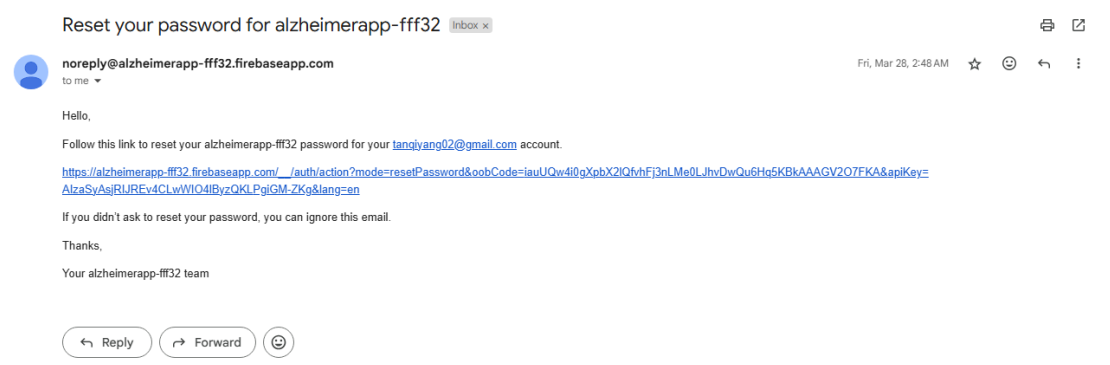 Reset your password for alzheimerapp-fff32 Inbox ×
noreply@alzheimerapp-fff32.firebaseapp.com Fri, Mar 28, 2:48 AM
to me
Hello,
Follow this link to reset your alzheimerapp-fff32 password for your tanqiyang02@gmail.com account.
https://alzheimerapp-fff32.firebaseapp.com/__/auth/action?mode=resetPassword&oobCode=iauUQw4i0gXpbX2lQfvhFj3nLMe0LJhvDwQu6Hq5KBkAAAGV2O7FKA&apiKey=
AIzaSyAsjRIJREv4CLwWIO4IByzQKLPgiGM-ZKg&lang=en
If you didn't ask to reset your password, you can ignore this email.
Thanks,
Your alzheimerapp-fff32 team
Reply Forward